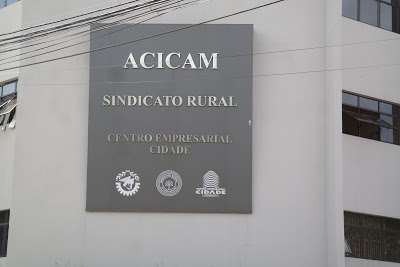 ACICAM
SINDICATO RURAL
CENTRO EMPRESARIAL
CIDADE
CIDADE